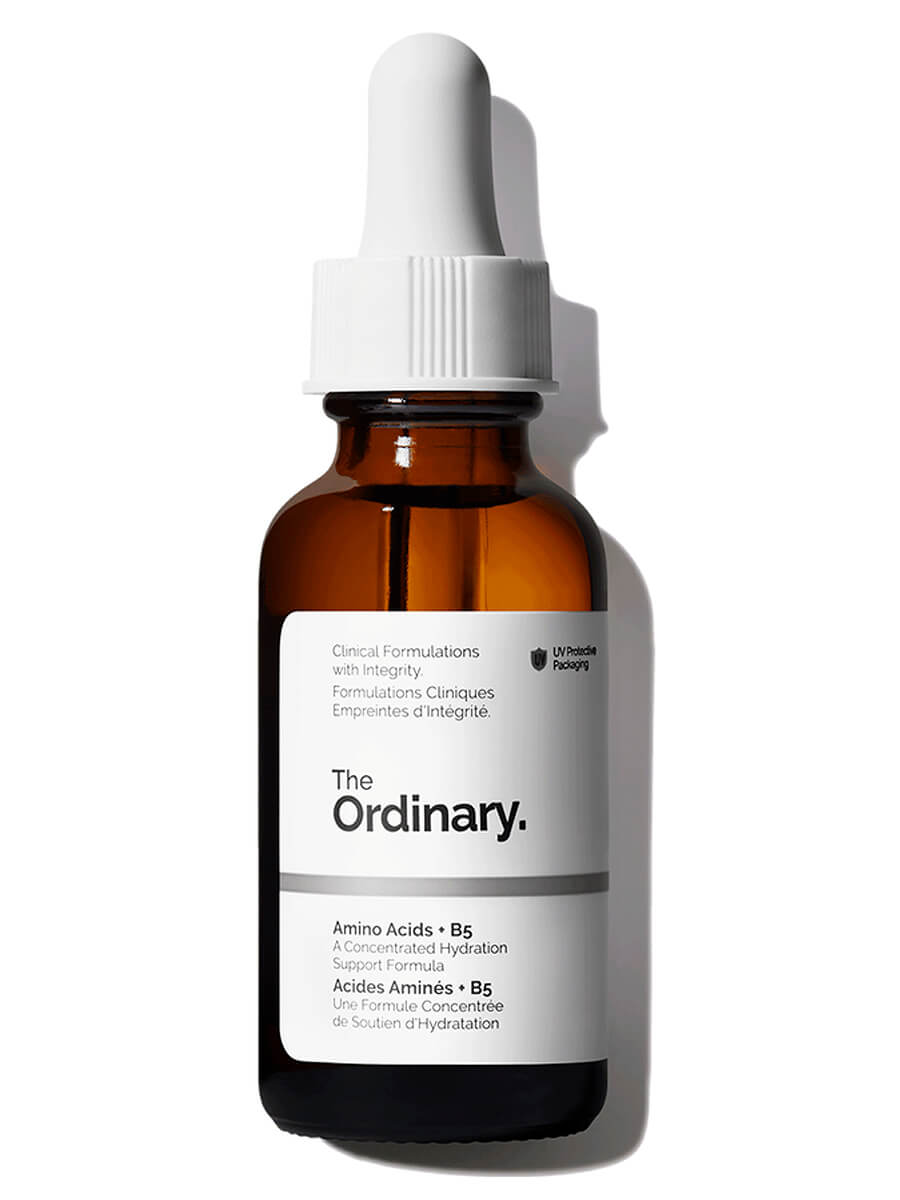 Clinical Formulations
with Integrity.
Formulations Cliniques
Empreintes d'Intégrité.
UV
UV Protective
Packaging
The
Ordinary.
Amino Acids + B5
A Concentrated Hydration
Support Formula
Acides Aminés + B5
Une Formule Concentrée
de Soutien d'Hydratation